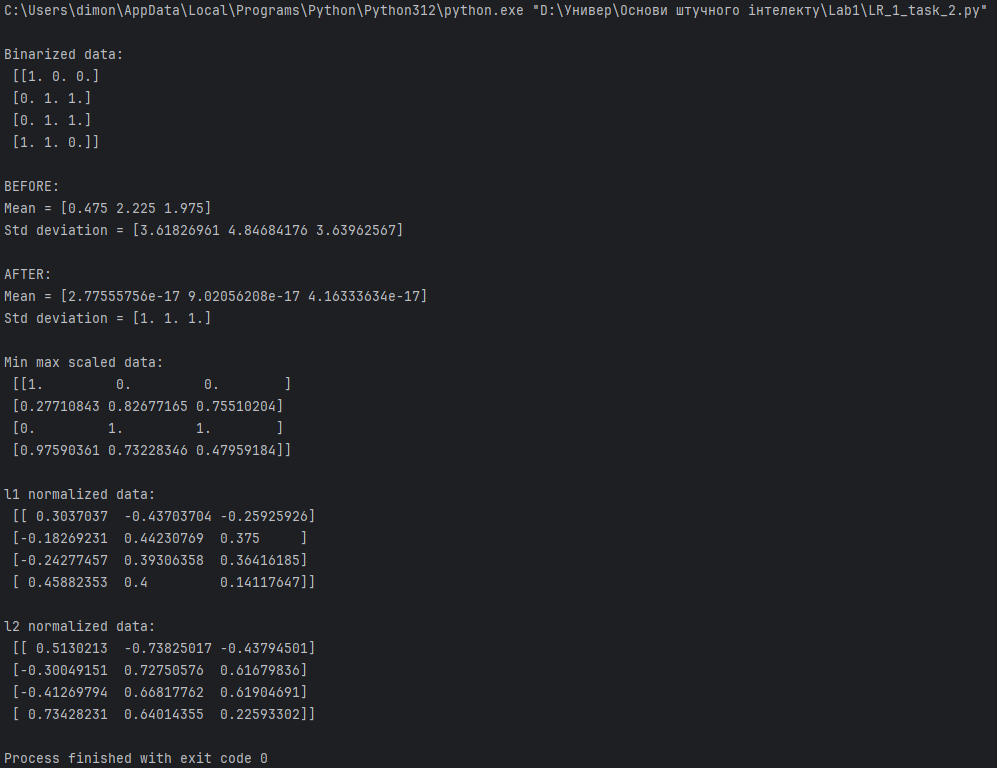 C:\Users\dimon\AppData\Local\Programs\Python\Python312\python.exe "D:\Универ\Основи штучного інтелекту\Lab1\LR_1_task_2.py"
Binarized data:
[[1. 0. 0.]
[0. 1. 1.]
[0. 1. 1.]
[1. 1. 0.]]
BEFORE:
Mean = [0.475 2.225 1.975]
Std deviation = [3.61826961 4.84684176 3.63962567]
AFTER:
Mean = [2.77555756e-17 9.02056208e-17 4.16333634e-17]
Std deviation = [1. 1. 1.]
Min max scaled data:
[[1.         0.         0.        ]
[0.27710843 0.82677165 0.75510204]
[0.         1.         1.        ]
[0.97590361 0.73228346 0.47959184]]
l1 normalized data:
[[ 0.3037037  -0.43703704 -0.25925926]
[-0.18269231  0.44230769  0.375     ]
[-0.24277457  0.39306358  0.36416185]
[ 0.45882353  0.4         0.14117647]]
l2 normalized data:
[[ 0.5130213  -0.73825017 -0.43794501]
[-0.30049151  0.72750576  0.61679836]
[-0.41269794  0.66817762  0.61904691]
[ 0.73428231  0.64014355  0.22593302]]
Process finished with exit code 0